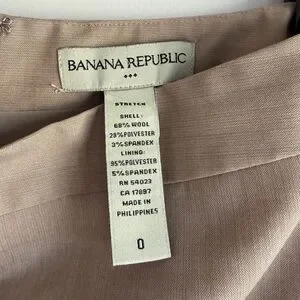 BANANA REPUBLIC
STRETCH
SHELL:
68% WOOL
29%POLYESTER
3%SPANDEX
LINING:
95%POLYESTER
5%SPANDEX
RN 54023
CA 17897
MADE IN
PHILIPPINES
0